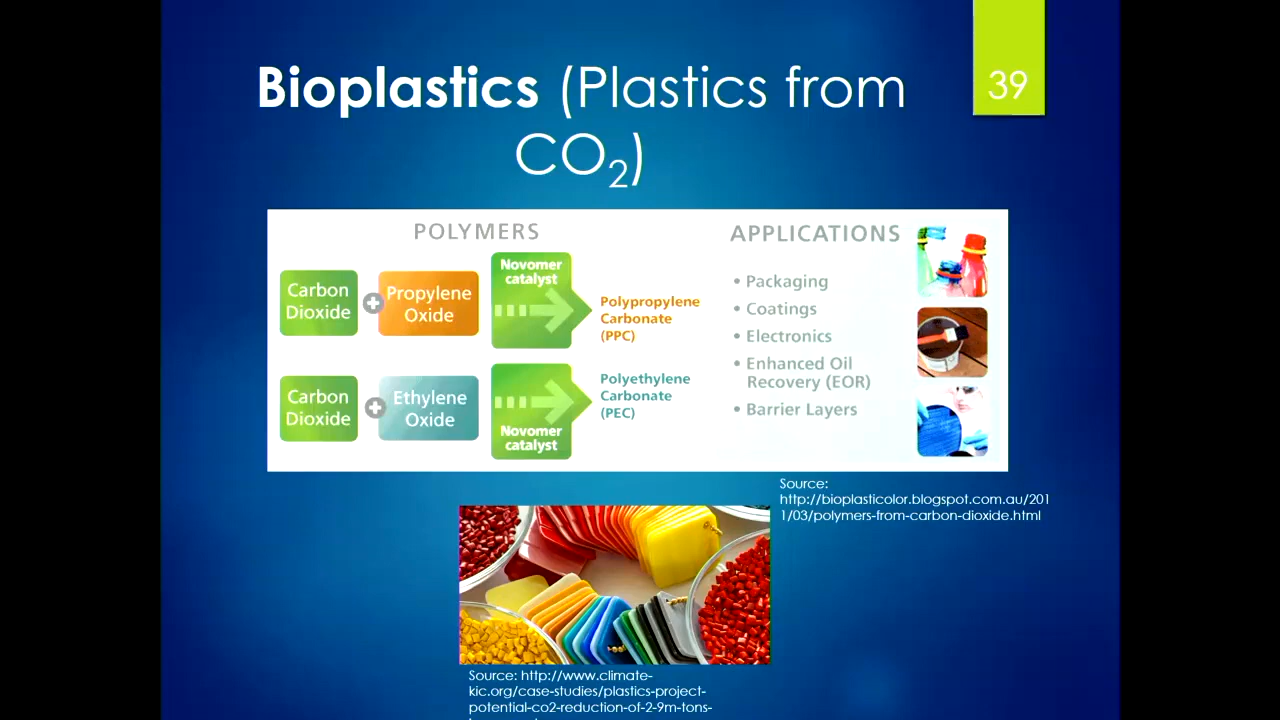 Bioplastics (Plastics from
CO₂)
39
POLYMERS
Carbon
Dioxide
Propylene
Oxide
Novomer
catalyst
Polypropylene
Carbonate
(PPC)
Carbon
Dioxide
Ethylene
Oxide
Novomer
catalyst
Polyethylene
Carbonate
(PEC)
APPLICATIONS
• Packaging
• Coatings
• Electronics
• Enhanced Oil
Recovery (EOR)
• Barrier Layers
Source:
http://bioplasticolor.blogspot.com.au/201
1/03/polymers-from-carbon-dioxide.html
Source: http://www.climate-
kic.org/case-studies/plastics-project-
potential-co2-reduction-of-2-9m-tons-